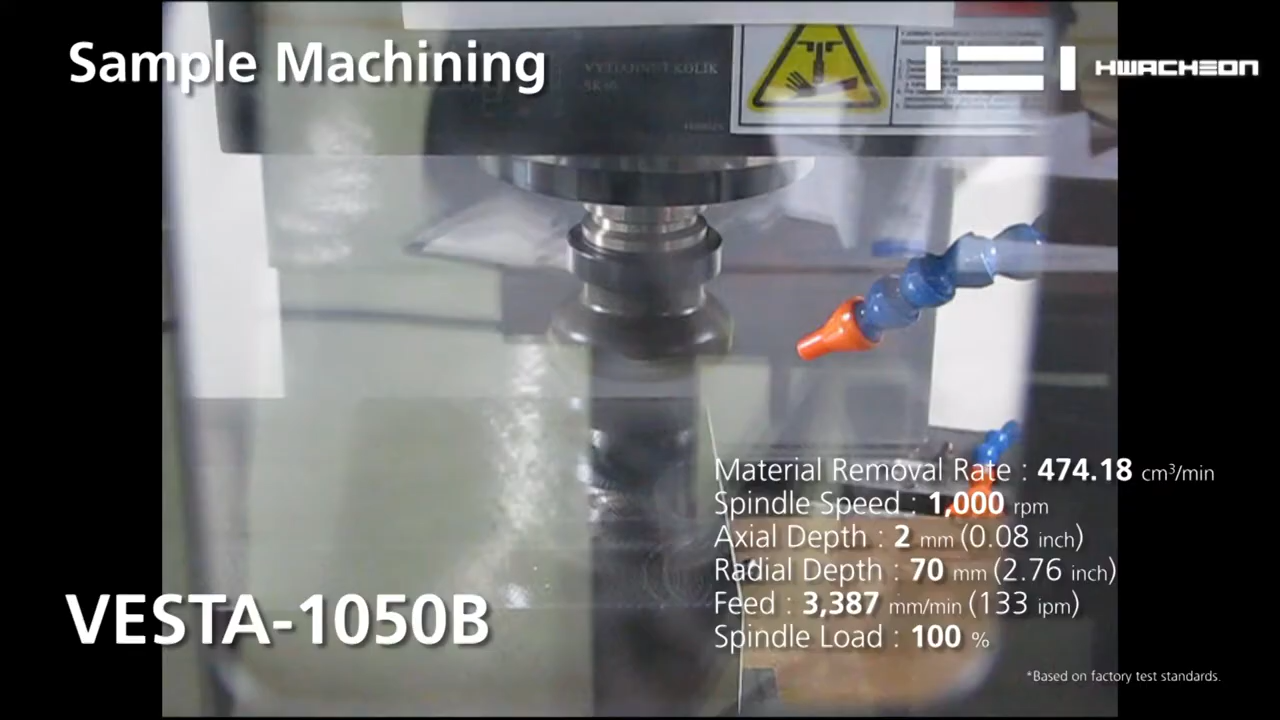 Sample Machining
HWACHEON
Material Removal Rate : 474.18 cm³/min
Spindle Speed : 1,000 rpm
Axial Depth : 2 mm (0.08 inch)
Radial Depth : 70 mm (2.76 inch)
Feed : 3,387 mm/min (133 ipm)
Spindle Load : 100 %
VESTA-1050B
*Based on factory test standards.